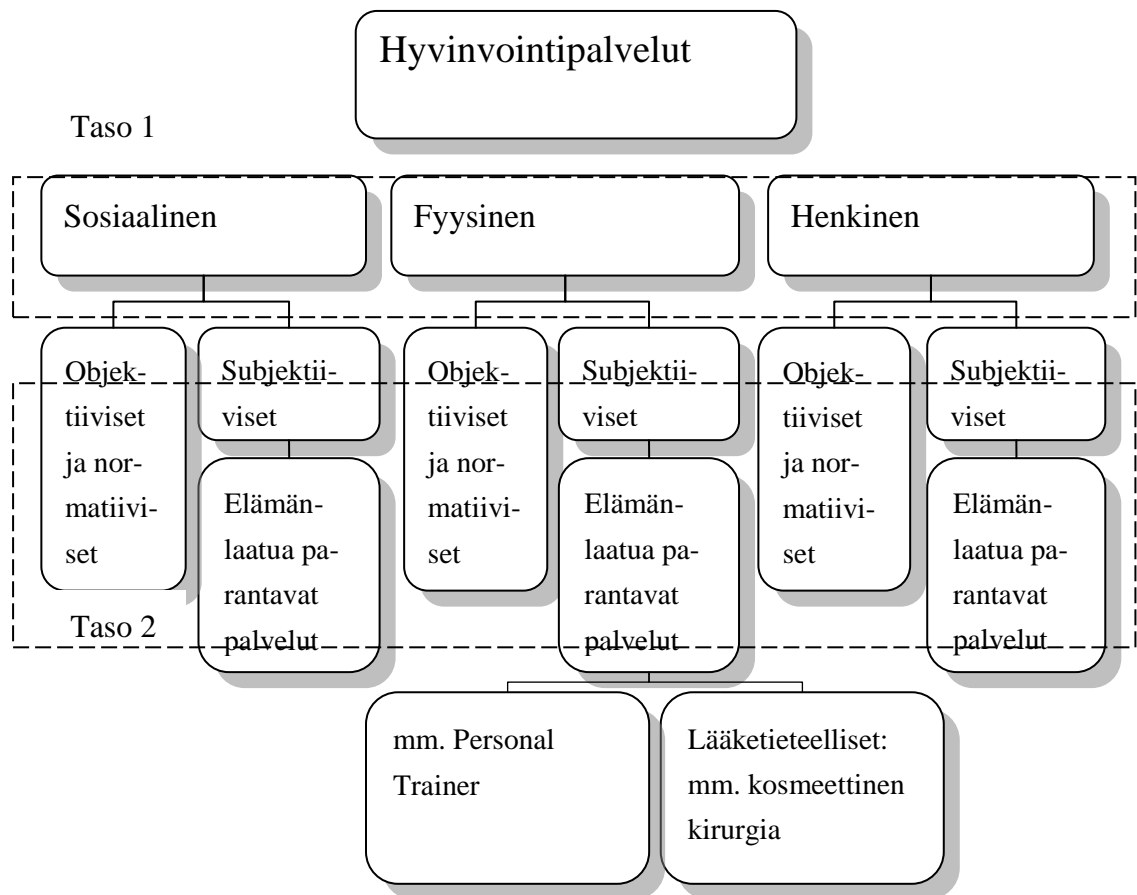 Hyvinvointipalvelut
Taso 1
Sosiaalinen
Fyysinen
Henkinen
Objek-
tiiviset
ja nor-
matiivi-
set
Subjektii-
viset
Objek-
tiiviset
ja nor-
matiivi-
set
Subjektii-
viset
Objek-
tiiviset
ja nor-
matiivi-
set
Subjektii-
viset
Elämän-
laatua pa-
rantavat
palvelut
Elämän-
laatua pa-
rantavat
palvelut
Elämän-
laatua pa-
rantavat
palvelut
Taso 2
mm. Personal
Trainer
Lääketieteelliset:
mm. kosmeettinen
kirurgia